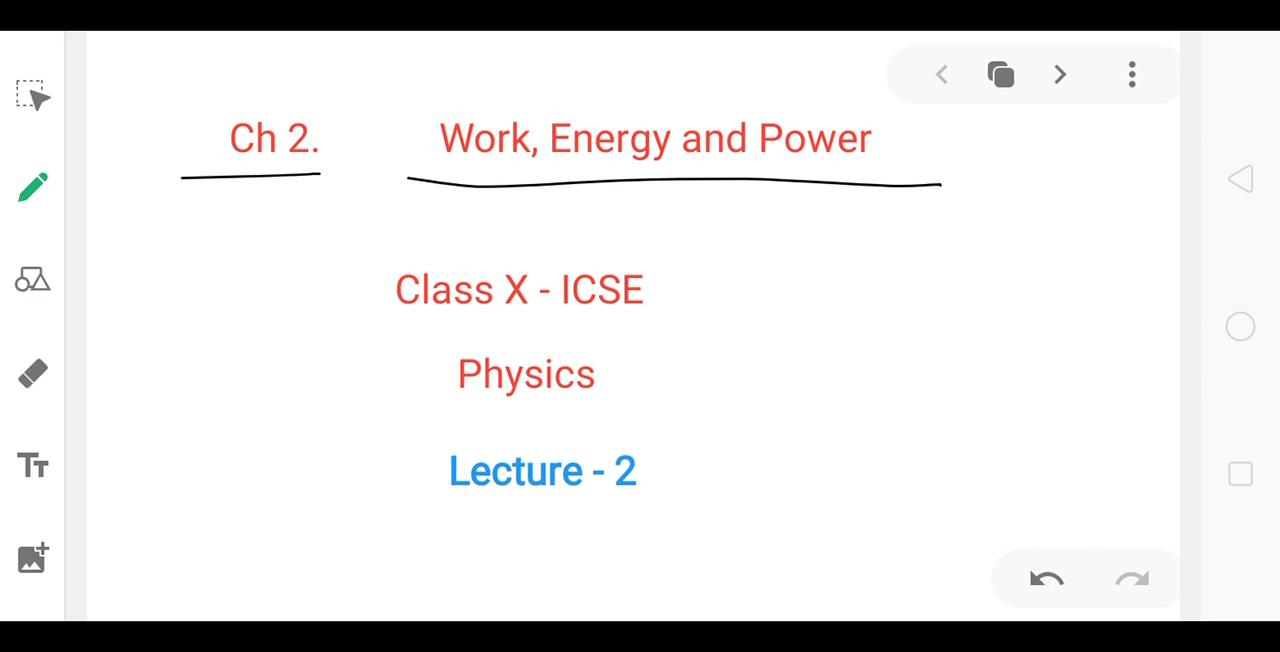 Ch 2. Work, Energy and Power
Class X - ICSE
Physics
Lecture - 2